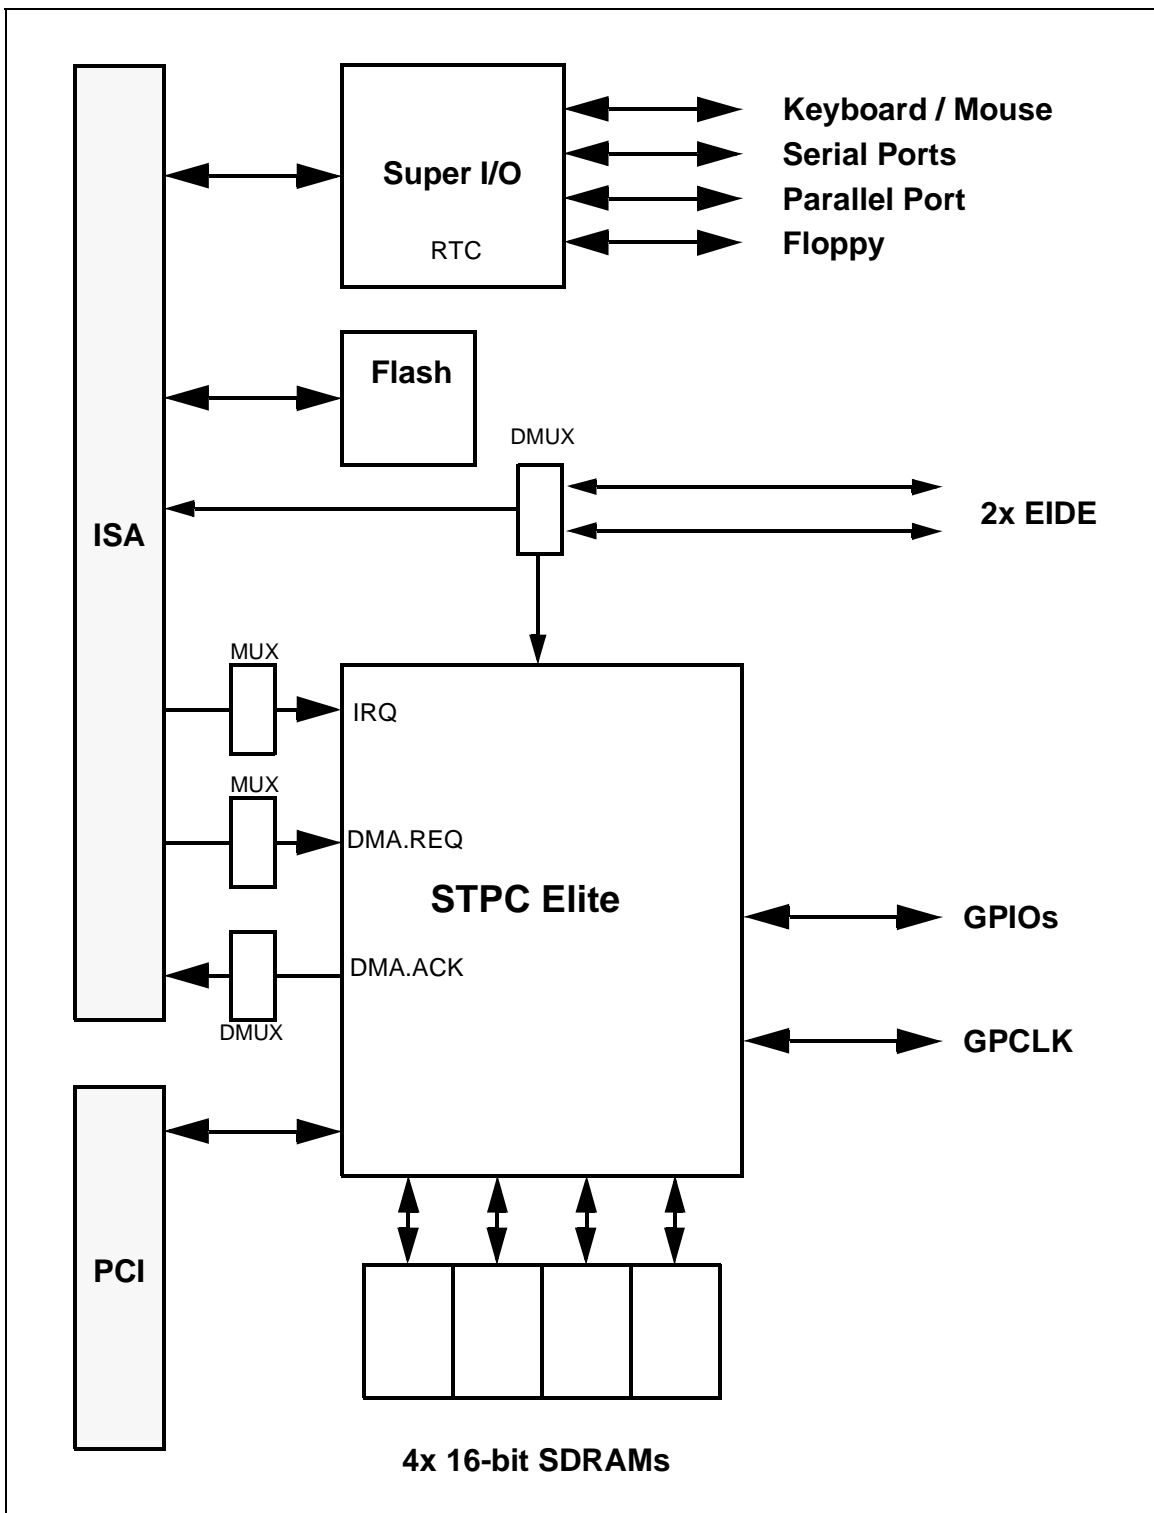 Keyboard / Mouse
Serial Ports
Super I/O
Parallel Port
RTC
Floppy
Flash
DMUX
ISA
2x EIDE
MUX
IRQ
MUX
DMA.REQ
STPC Elite
GPIOs
DMA.ACK
DMUX
GPCLK
PCI
4x 16-bit SDRAMs